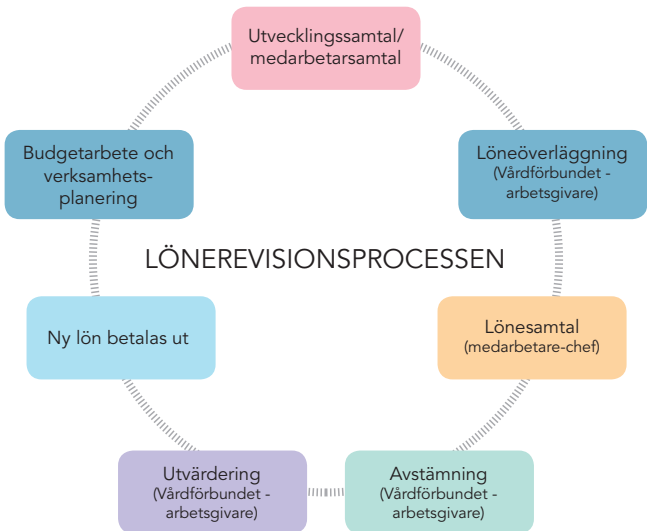 Utvecklingssamtal/
medarbetarsamtal
Budgetarbete och
verksamhets-
planering
Löneöverläggning
(Vårdförbundet -
arbetsgivare)
LÖNEREVISIONSPROCESSEN
Ny lön betalas ut
Lönesamtal
(medarbetare-chef)
Utvärdering
(Vårdförbundet -
arbetsgivare)
Avstämning
(Vårdförbundet -
arbetsgivare)